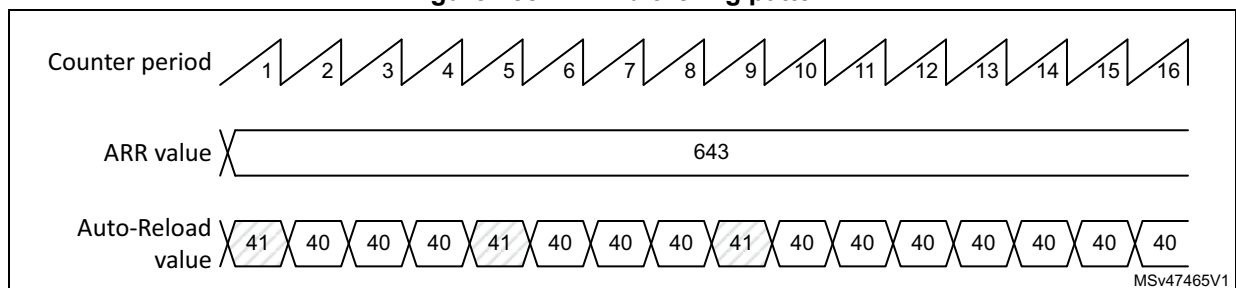 Counter period 1 2 3 4 5 6 7 8 9 10 11 12 13 14 15 16
ARR value 643
Auto-Reload
value 41 40 40 40 41 40 40 40 41 40 40 40 40 40 40 40
MSv47465V1